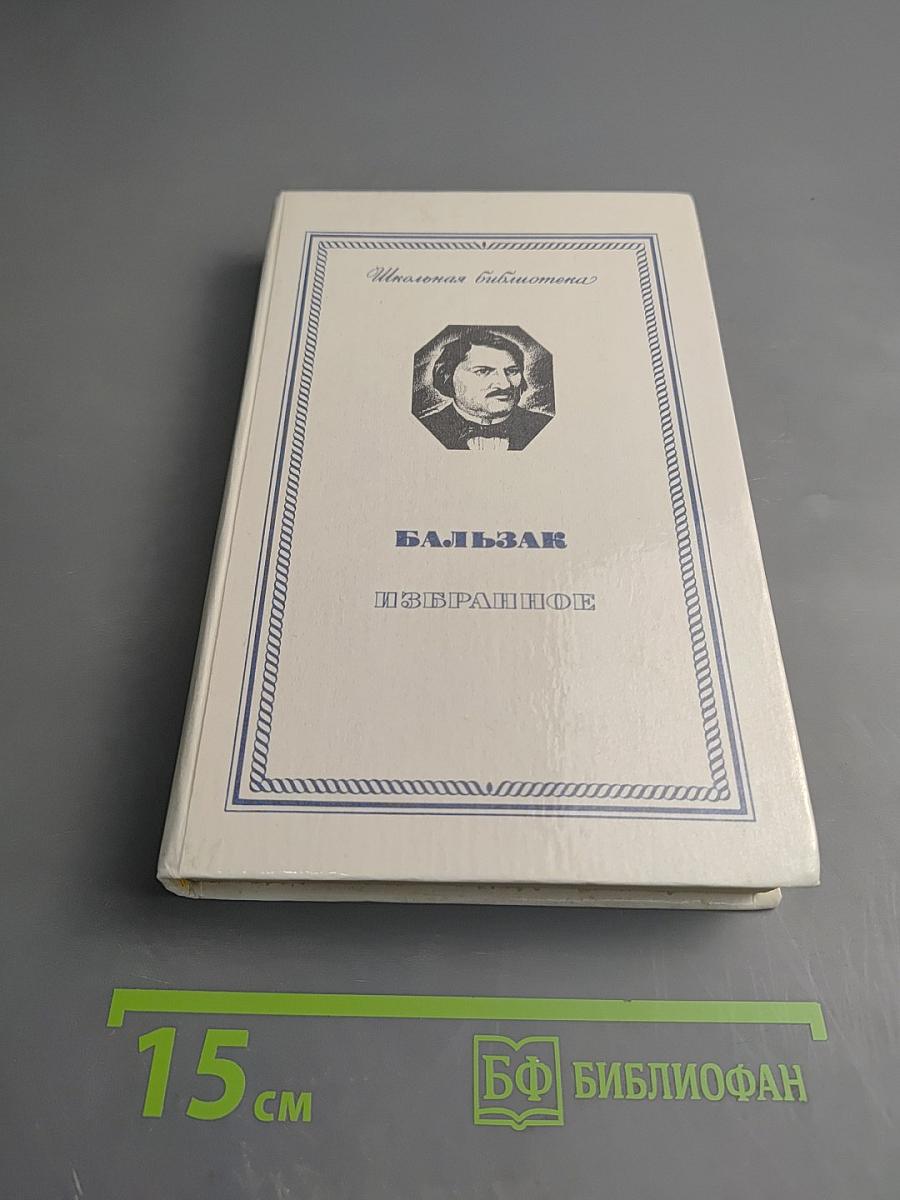 Школьная библиотека
БАЛЬЗАК
ИЗБРАННОЕ
15 см
БФ БИБЛИОФАН